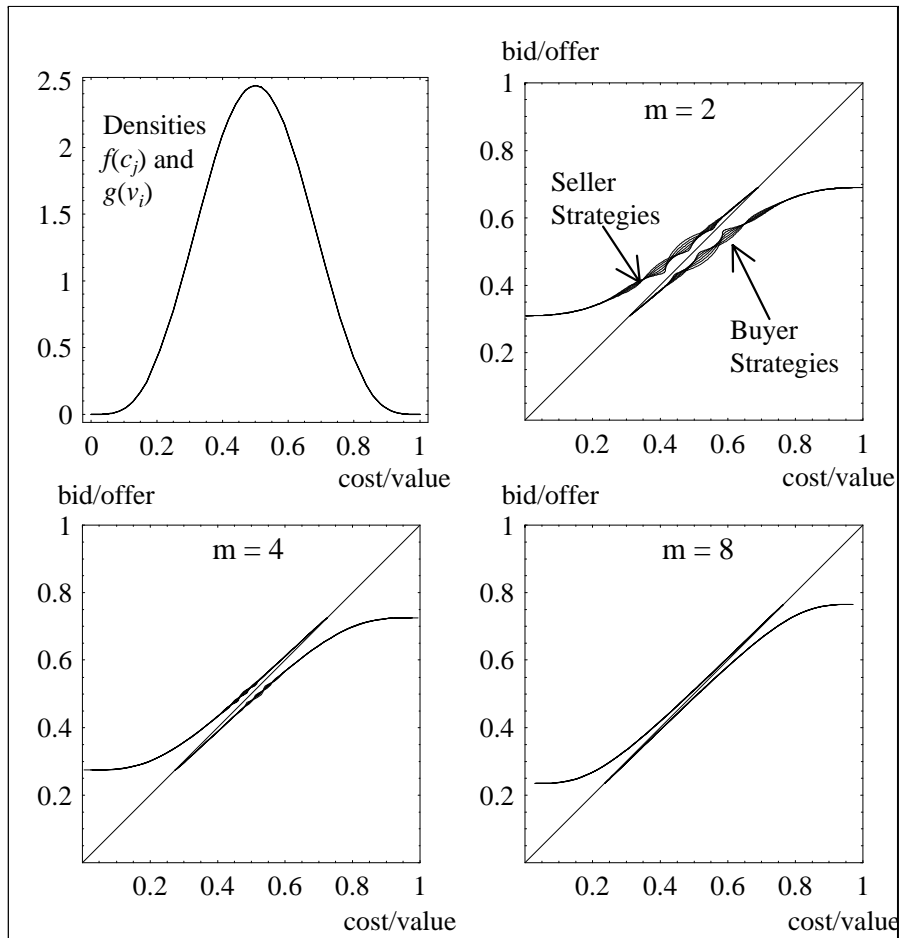 2.5
2
1.5
1
0.5
0
Densities
f(c_j) and
g(v_i)
0 0.2 0.4 0.6 0.8 1
cost/value
bid/offer
1
0.8
0.6
0.4
0.2
m = 2
Seller
Strategies
Buyer
Strategies
0.2 0.4 0.6 0.8 1
cost/value
bid/offer
1
0.8
0.6
0.4
0.2
m = 4
0.2 0.4 0.6 0.8 1
cost/value
bid/offer
1
0.8
0.6
0.4
0.2
m = 8
0.2 0.4 0.6 0.8 1
cost/value